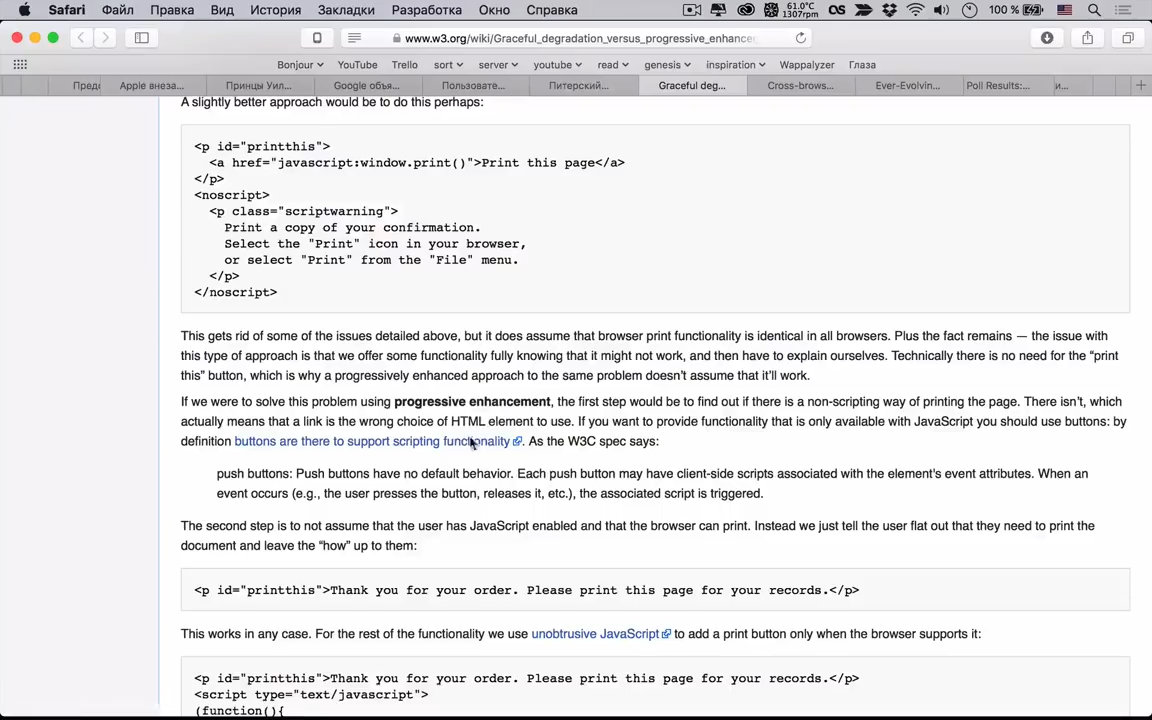 Safari Файл Правка Вид История Закладки Разработка Окно Справка 61.0°C 1307rpm 100 %
www.w3.org/wiki/Graceful_degradation_versus_progressive_enhance
Bonjour YouTube Trello sort server youtube read genesis inspiration Wappalyzer Глаза
Apple внеза... Принцы Уил... Google объя... Пользовате... Питерский... Graceful deg... Cross-brows... Ever-Evolvin... Poll Results:...
A slightly better approach would be to do this perhaps:
<p id="printthis">
<a href="javascript:window.print()">Print this page</a>
</p>
<noscript>
<p class="scriptwarning">
Print a copy of your confirmation.
Select the "Print" icon in your browser,
or select "Print" from the "File" menu.
</p>
</noscript>
This gets rid of some of the issues detailed above, but it does assume that browser print functionality is identical in all browsers. Plus the fact remains — the issue with
this type of approach is that we offer some functionality fully knowing that it might not work, and then have to explain ourselves. Technically there is no need for the “print
this” button, which is why a progressively enhanced approach to the same problem doesn’t assume that it’ll work.
If we were to solve this problem using progressive enhancement, the first step would be to find out if there is a non-scripting way of printing the page. There isn’t, which
actually means that a link is the wrong choice of HTML element to use. If you want to provide functionality that is only available with JavaScript you should use buttons: by
definition buttons are there to support scripting functionality. As the W3C spec says:
push buttons: Push buttons have no default behavior. Each push button may have client-side scripts associated with the element's event attributes. When an
event occurs (e.g., the user presses the button, releases it, etc.), the associated script is triggered.
The second step is to not assume that the user has JavaScript enabled and that the browser can print. Instead we just tell the user flat out that they need to print the
document and leave the “how” up to them:
<p id="printthis">Thank you for your order. Please print this page for your records.</p>
This works in any case. For the rest of the functionality we use unobtrusive JavaScript to add a print button only when the browser supports it:
<p id="printthis">Thank you for your order. Please print this page for your records.</p>
<script type="text/javascript">
(function(){